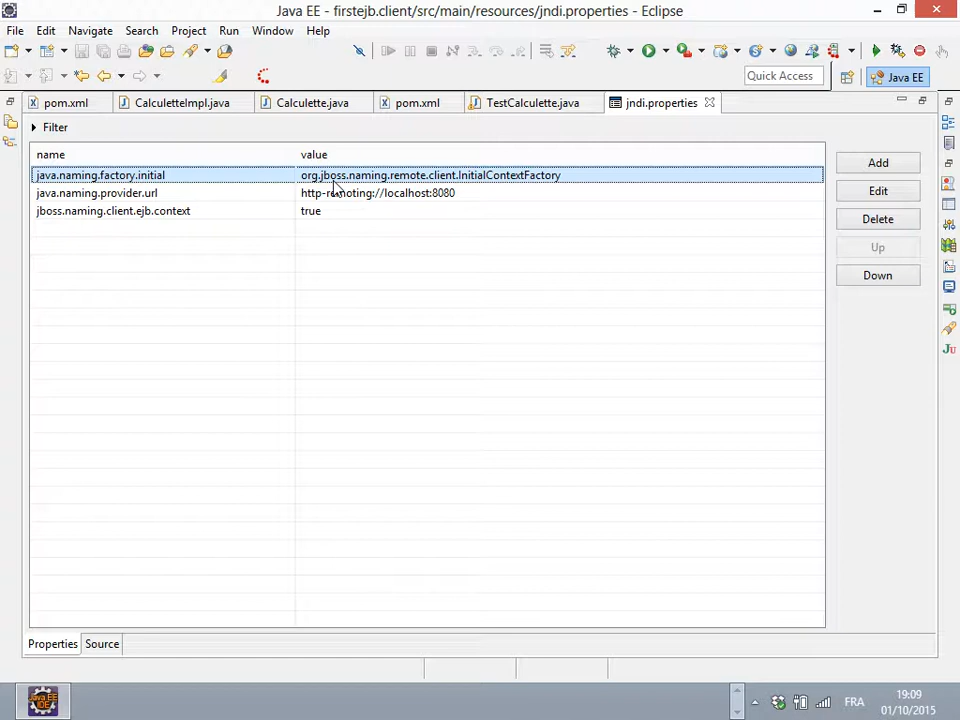 Java EE - firstejb.client/src/main/resources/jndi.properties - Eclipse
File Edit Navigate Search Project Run Window Help
Quick Access
Java EE
pom.xml CalculetteImpl.java Calculette.java pom.xml TestCalculette.java jndi.properties
Filter
name value
java.naming.factory.initial org.jboss.naming.remote.client.InitialContextFactory
java.naming.provider.url http-remoting://localhost:8080
jboss.naming.client.ejb.context true
Add
Edit
Delete
Up
Down
Properties Source
Java EE
IDE
FRA
19:09
01/10/2015